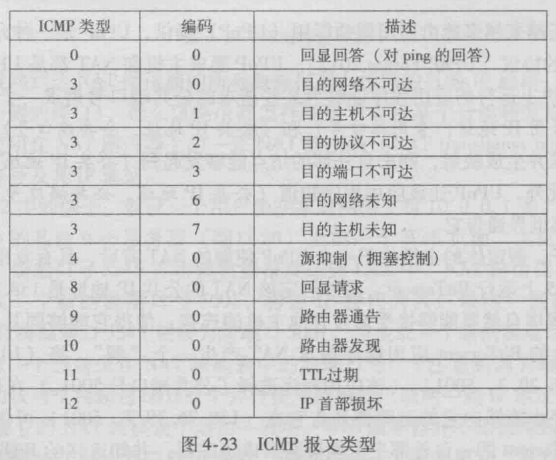 ICMP 类型 编码 描述
0 0 回显回答（对 ping 的回答）
3 0 目的网络不可达
3 1 目的主机不可达
3 2 目的协议不可达
3 3 目的端口不可达
3 6 目的网络未知
3 7 目的主机未知
4 0 源抑制（拥塞控制）
8 0 回显请求
9 0 路由器通告
10 0 路由器发现
11 0 TTL过期
12 0 IP 首部损坏
图 4-23 ICMP 报文类型